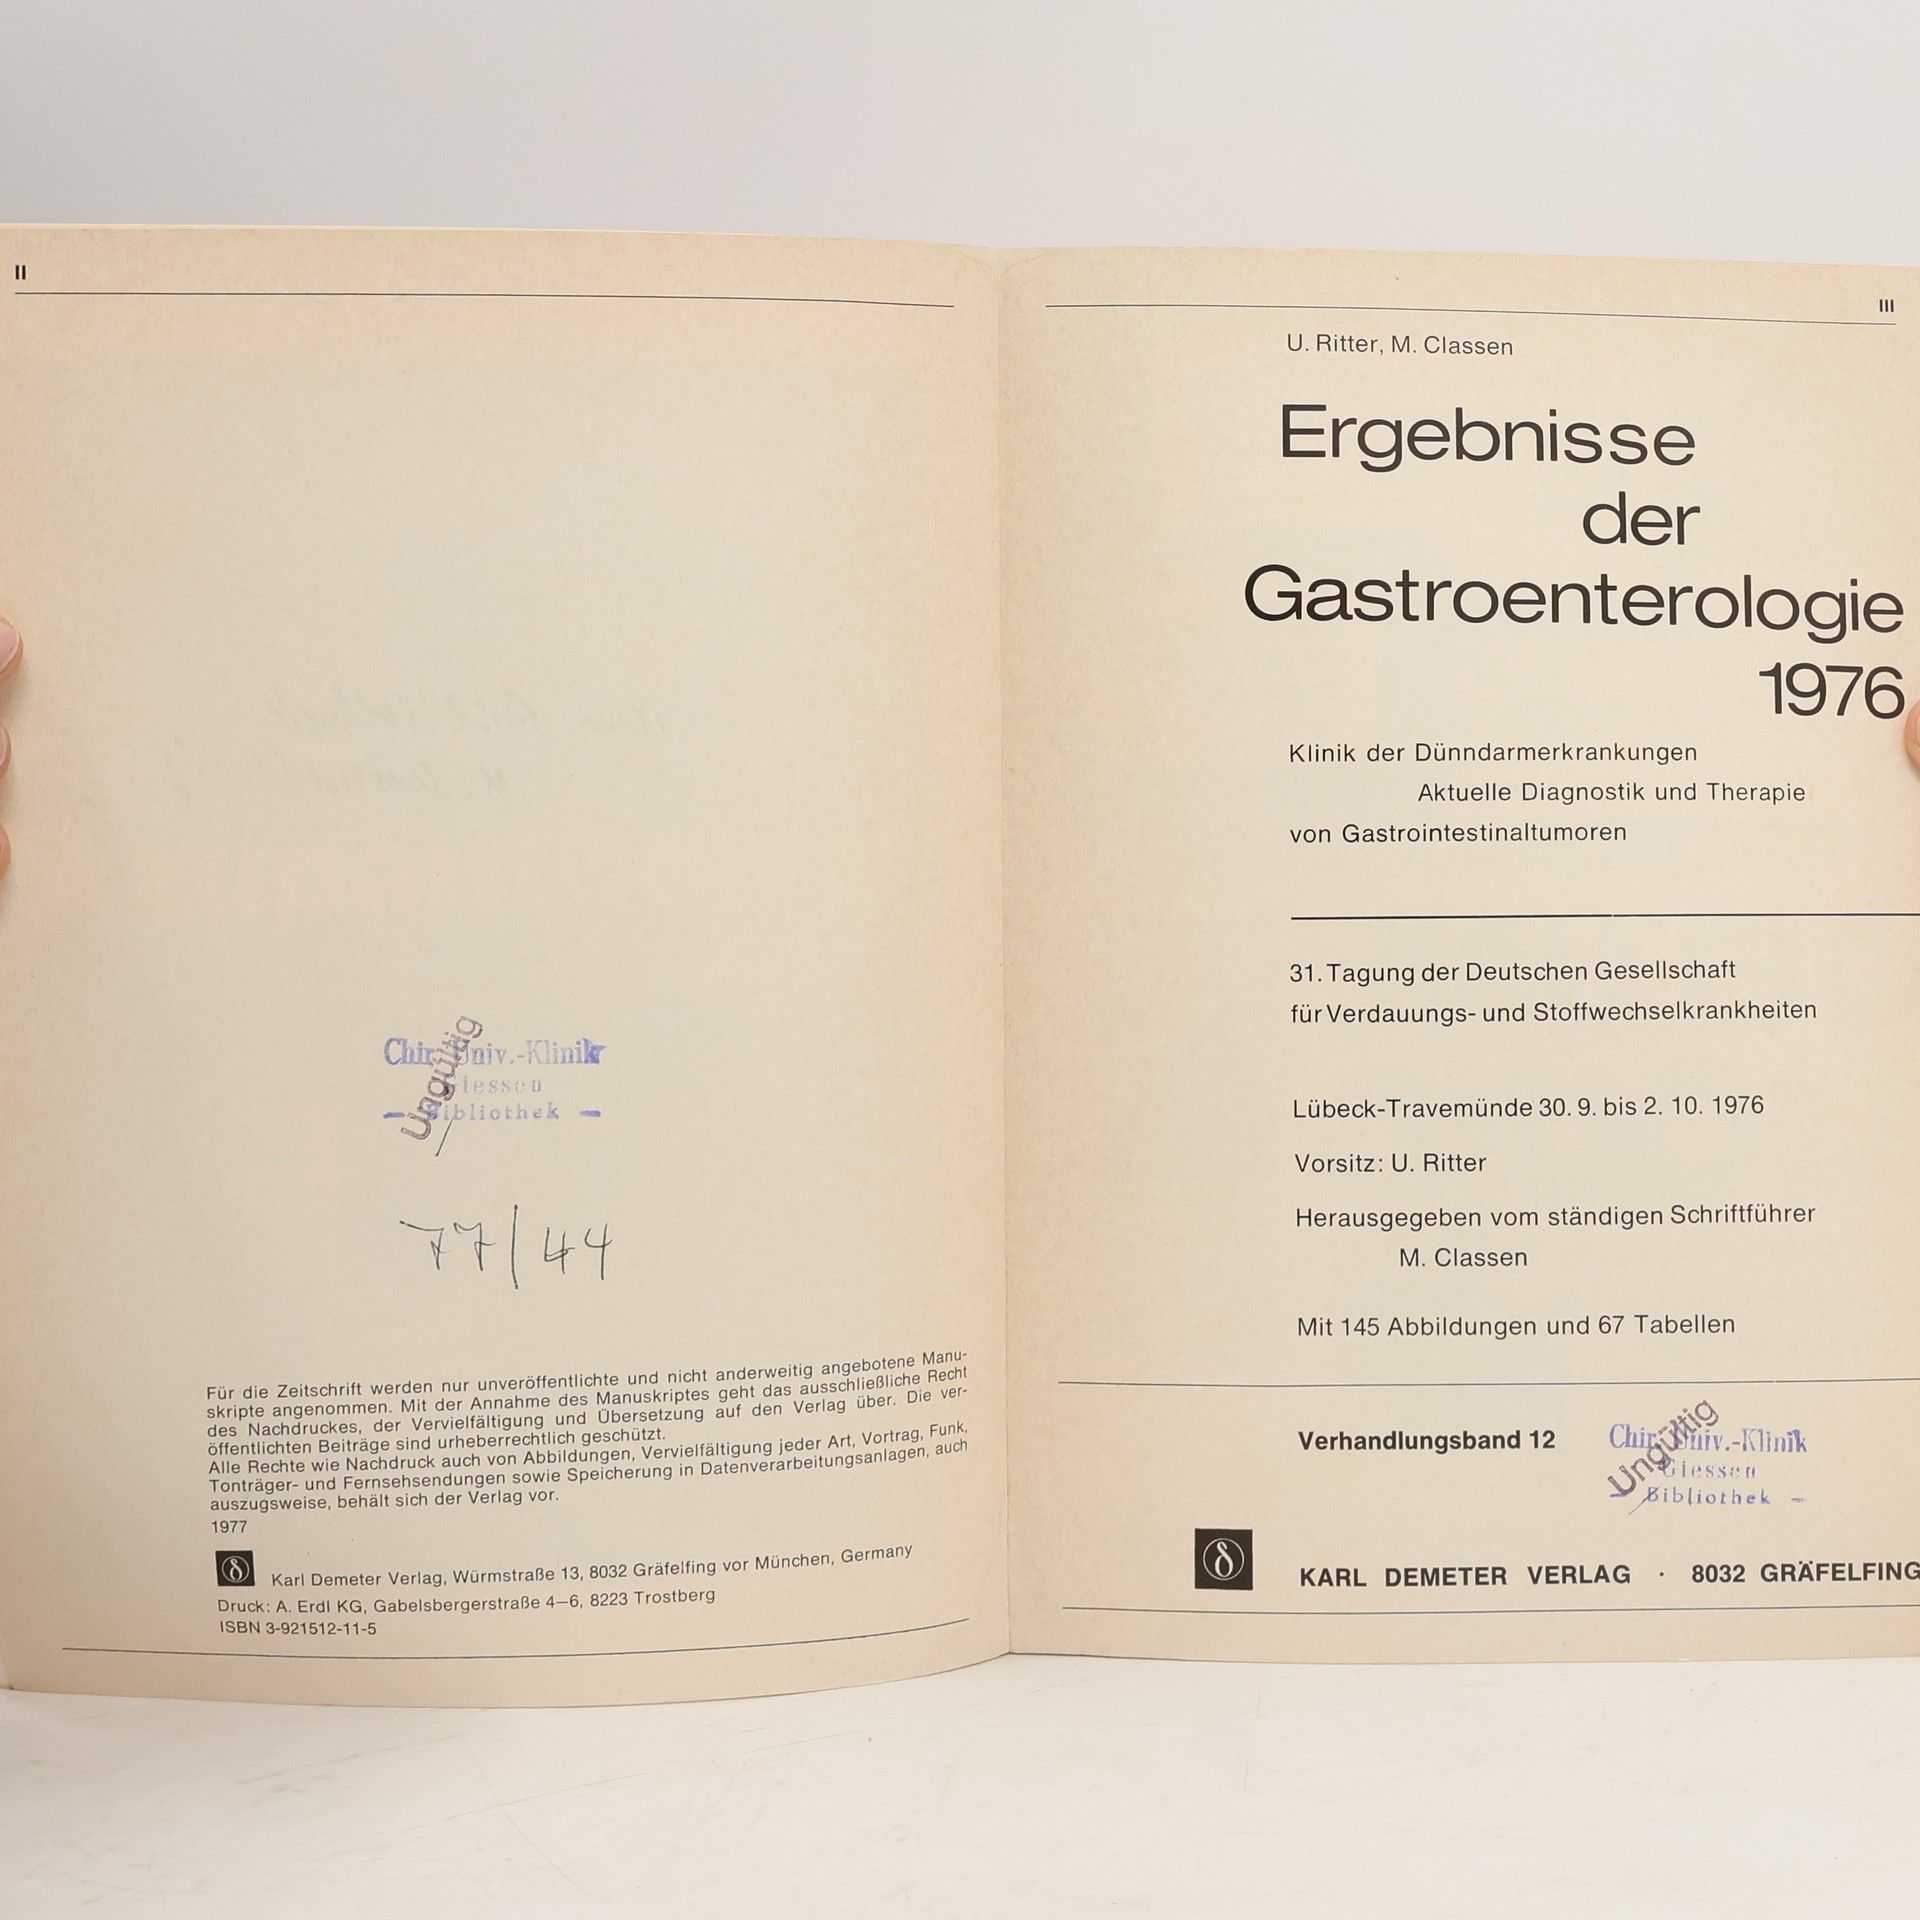 II
Chir. Univ.-Klinik
Giessen
Bibliothek
Ungültig
77/44
Für die Zeitschrift werden nur unveröffentlichte und nicht anderweitig angebotene Manu-
skripte angenommen. Mit der Annahme des Manuskriptes geht das ausschließliche Recht
des Nachdruckes, der Vervielfältigung und Übersetzung auf den Verlag über. Die ver-
öffentlichten Beiträge sind urheberrechtlich geschützt.
Alle Rechte wie Nachdruck auch von Abbildungen, Vervielfältigung jeder Art, Vortrag, Funk,
Tonträger- und Fernsehsendungen sowie Speicherung in Datenverarbeitungsanlagen, auch
auszugsweise, behält sich der Verlag vor.
1977
Karl Demeter Verlag, Würmstraße 13, 8032 Gräfelfing vor München, Germany
Druck: A. Erdl KG, Gabelsbergerstraße 4—6, 8223 Trostberg
ISBN 3-921512-11-5
III
U. Ritter, M. Classen
Ergebnisse
der
Gastroenterologie
1976
Klinik der Dünndarmerkrankungen
Aktuelle Diagnostik und Therapie
von Gastrointestinaltumoren
31. Tagung der Deutschen Gesellschaft
für Verdauungs- und Stoffwechselkrankheiten
Lübeck-Travemünde 30. 9. bis 2. 10. 1976
Vorsitz: U. Ritter
Herausgegeben vom ständigen Schriftführer
M. Classen
Mit 145 Abbildungen und 67 Tabellen
Verhandlungsband 12
Chir. Univ.-Klinik
Giessen
Bibliothek
Ungültig
δ KARL DEMETER VERLAG · 8032 GRÄFELFING